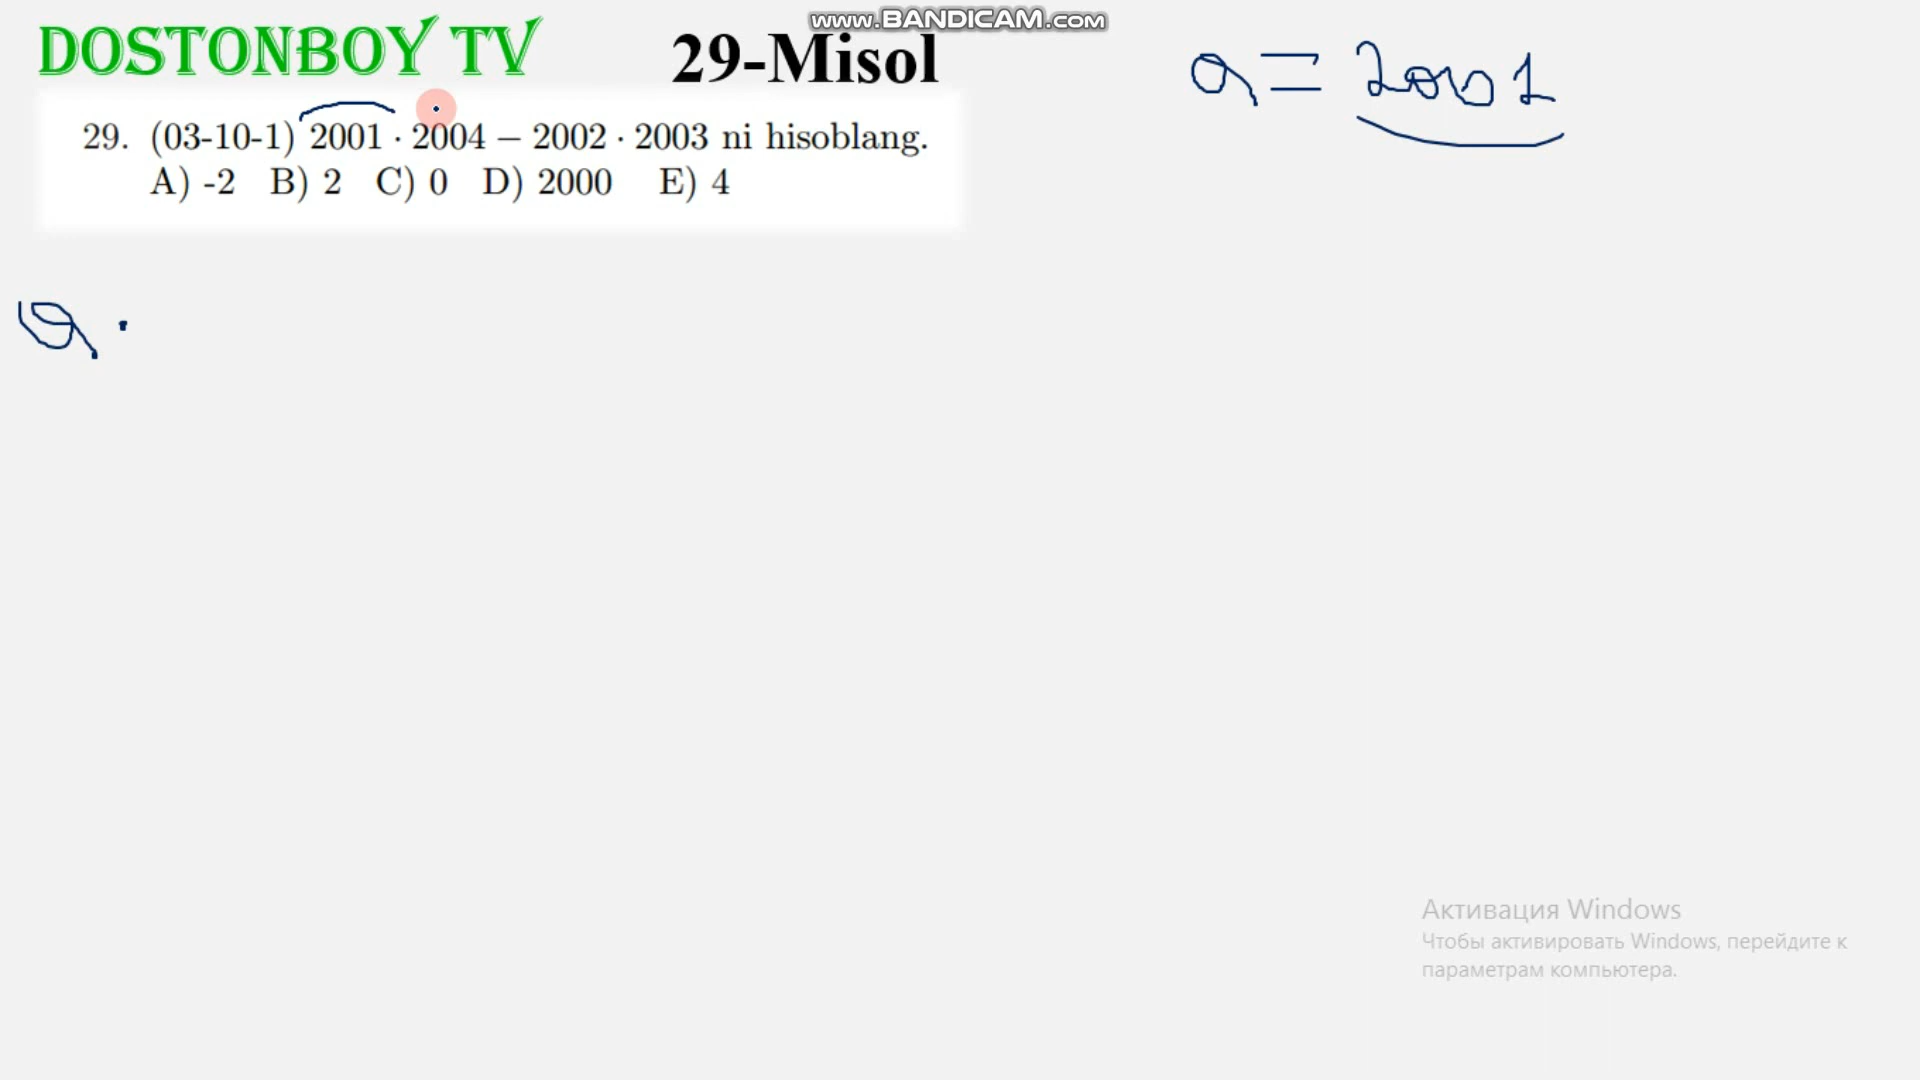 www.BANDICAM.com
DOSTONBOY TV
29-Misol
a = 2001
29. (03-10-1) 2001 · 2004 − 2002 · 2003 ni hisoblang.
A) -2 B) 2 C) 0 D) 2000 E) 4
a ·
Активация Windows
Чтобы активировать Windows, перейдите к
параметрам компьютера.